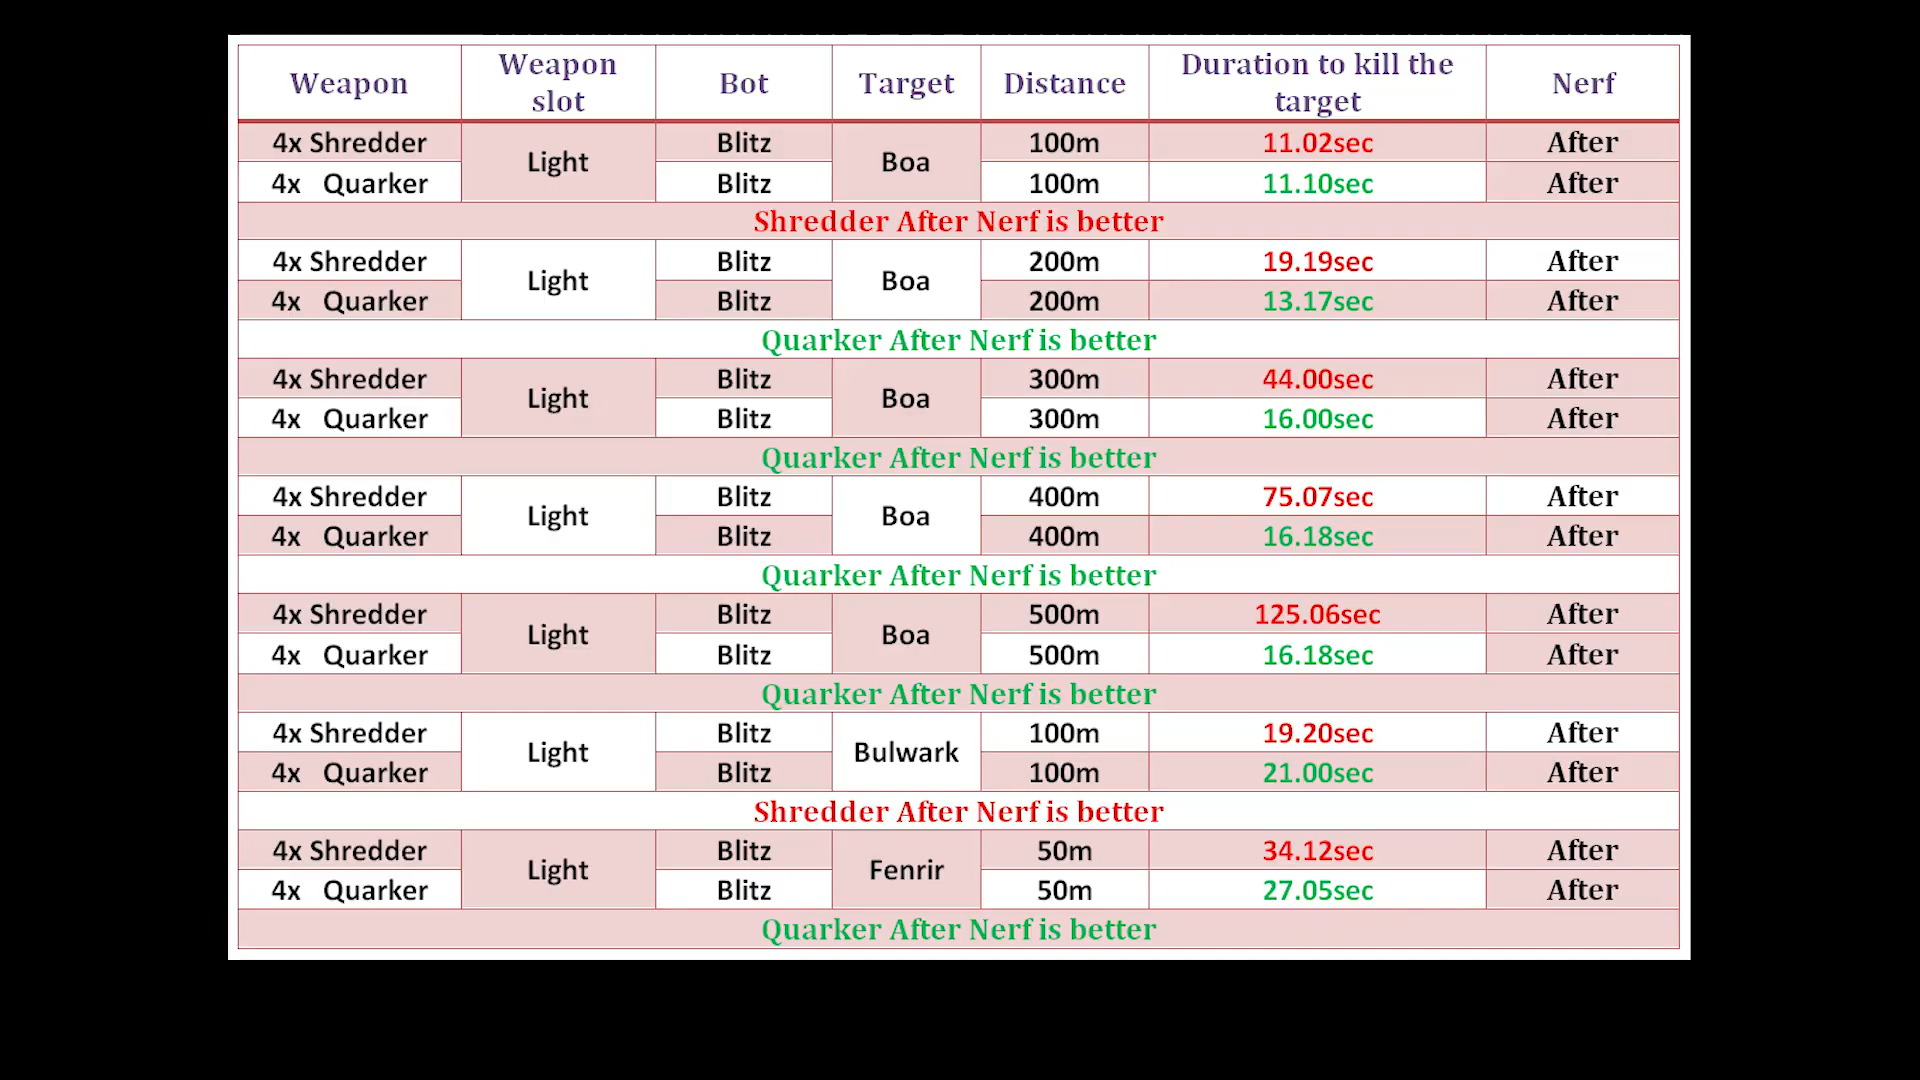 Weapon Weapon slot Bot Target Distance Duration to kill the target Nerf
4x Shredder Light Blitz Boa 100m 11.02sec After
4x Quarker Blitz 100m 11.10sec After
Shredder After Nerf is better
4x Shredder Light Blitz Boa 200m 19.19sec After
4x Quarker Blitz 200m 13.17sec After
Quarker After Nerf is better
4x Shredder Light Blitz Boa 300m 44.00sec After
4x Quarker Blitz 300m 16.00sec After
Quarker After Nerf is better
4x Shredder Light Blitz Boa 400m 75.07sec After
4x Quarker Blitz 400m 16.18sec After
Quarker After Nerf is better
4x Shredder Light Blitz Boa 500m 125.06sec After
4x Quarker Blitz 500m 16.18sec After
Quarker After Nerf is better
4x Shredder Light Blitz Bulwark 100m 19.20sec After
4x Quarker Blitz 100m 21.00sec After
Shredder After Nerf is better
4x Shredder Light Blitz Fenrir 50m 34.12sec After
4x Quarker Blitz 50m 27.05sec After
Quarker After Nerf is better